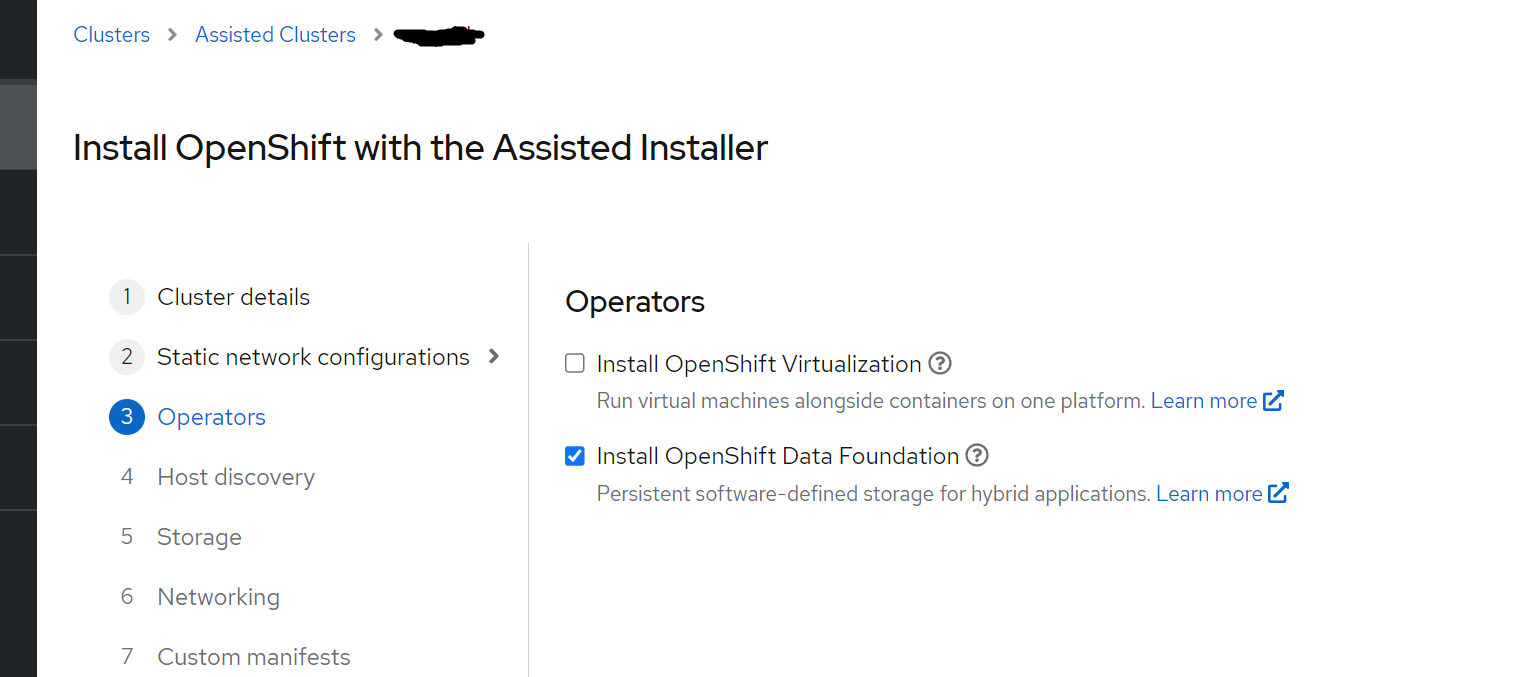 Clusters > Assisted Clusters >
Install OpenShift with the Assisted Installer
1 Cluster details
2 Static network configurations >
3 Operators
4 Host discovery
5 Storage
6 Networking
7 Custom manifests
Operators
Install OpenShift Virtualization ?
Run virtual machines alongside containers on one platform. Learn more
Install OpenShift Data Foundation ?
Persistent software-defined storage for hybrid applications. Learn more